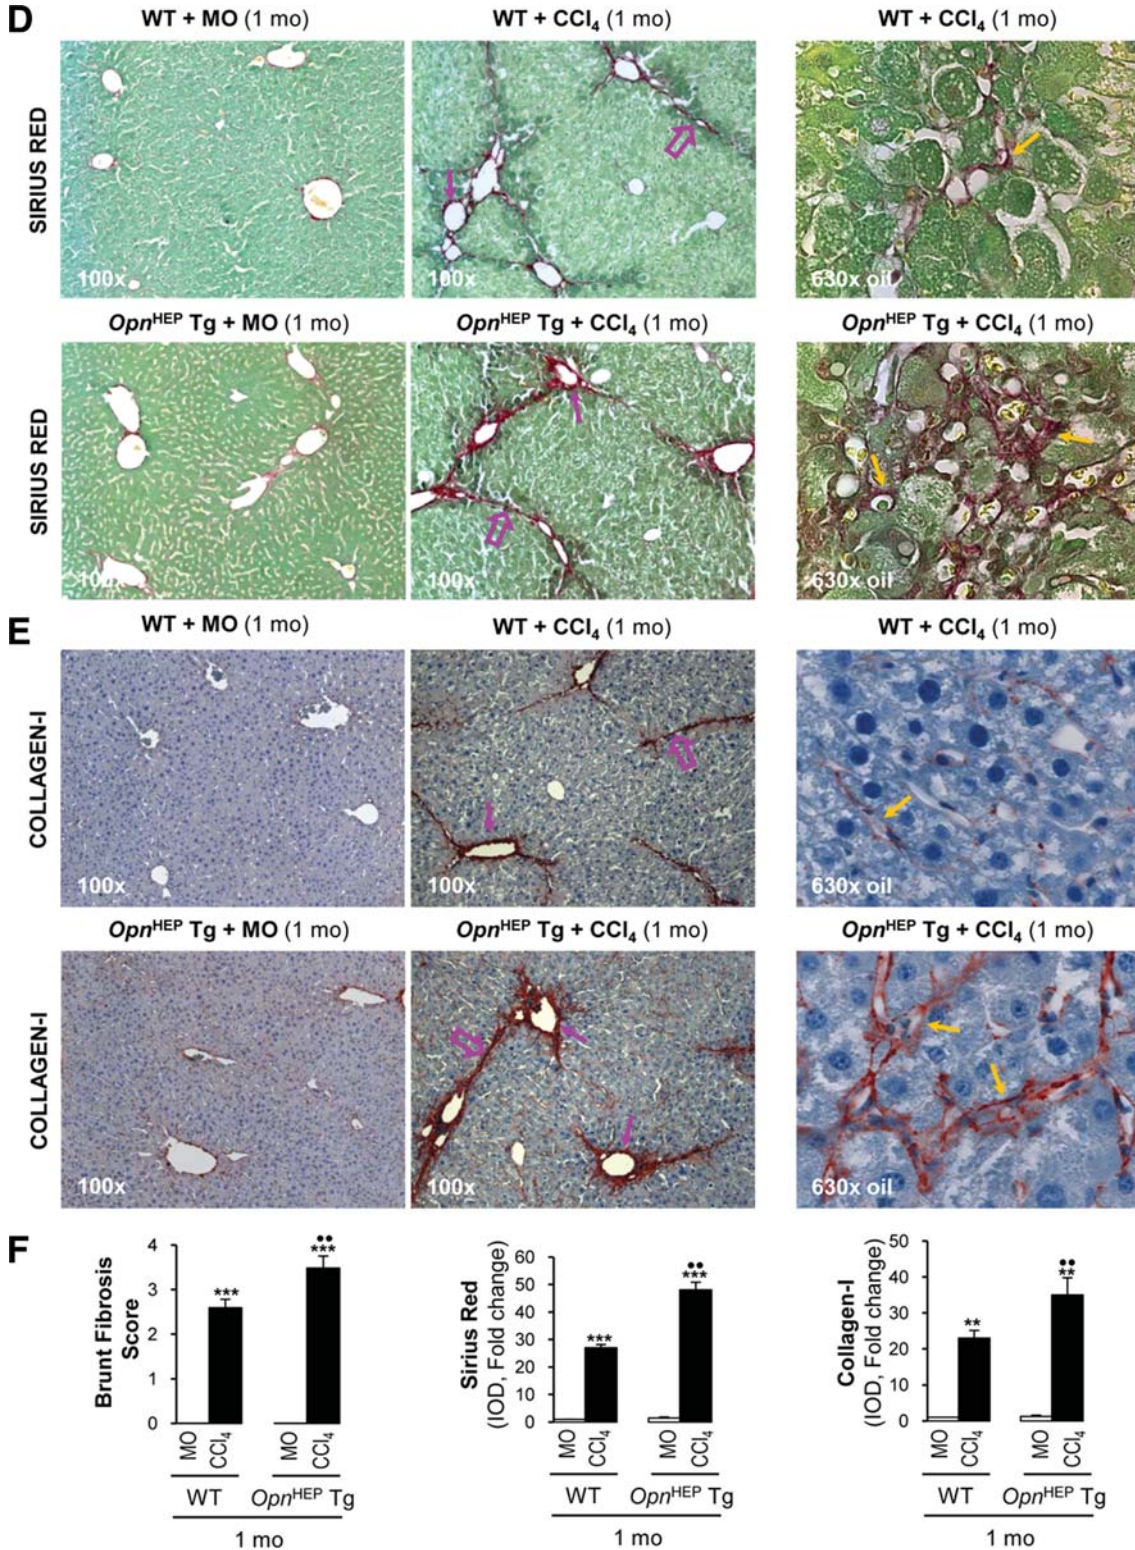 D
WT + MO (1 mo)
WT + CCl₄ (1 mo)
WT + CCl₄ (1 mo)
SIRIUS RED
100x
100x
630x oil
Opnᴴᴱᴾ Tg + MO (1 mo)
Opnᴴᴱᴾ Tg + CCl₄ (1 mo)
Opnᴴᴱᴾ Tg + CCl₄ (1 mo)
SIRIUS RED
100x
100x
630x oil
E
WT + MO (1 mo)
WT + CCl₄ (1 mo)
WT + CCl₄ (1 mo)
COLLAGEN-I
100x
100x
630x oil
Opnᴴᴱᴾ Tg + MO (1 mo)
Opnᴴᴱᴾ Tg + CCl₄ (1 mo)
Opnᴴᴱᴾ Tg + CCl₄ (1 mo)
COLLAGEN-I
100x
100x
630x oil
F
Brunt Fibrosis
Score
4
3
2
1
0
***
••
***
MO
CCl₄
MO
CCl₄
WT
Opnᴴᴱᴾ Tg
1 mo
Sirius Red
(IOD, Fold change)
60
50
40
30
20
10
0
***
••
***
MO
CCl₄
MO
CCl₄
WT
Opnᴴᴱᴾ Tg
1 mo
Collagen-I
(IOD, Fold change)
50
40
30
20
10
0
**
••
**
MO
CCl₄
MO
CCl₄
WT
Opnᴴᴱᴾ Tg
1 mo